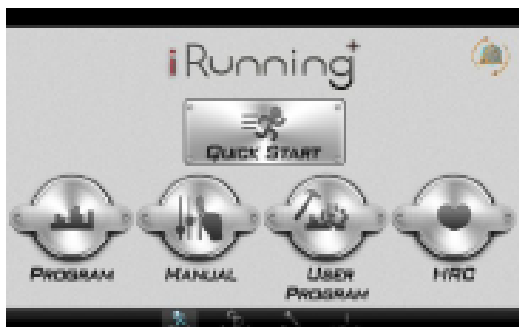 iRunning+
QUICK START
PROGRAM
MANUAL
USER
PROGRAM
HRC